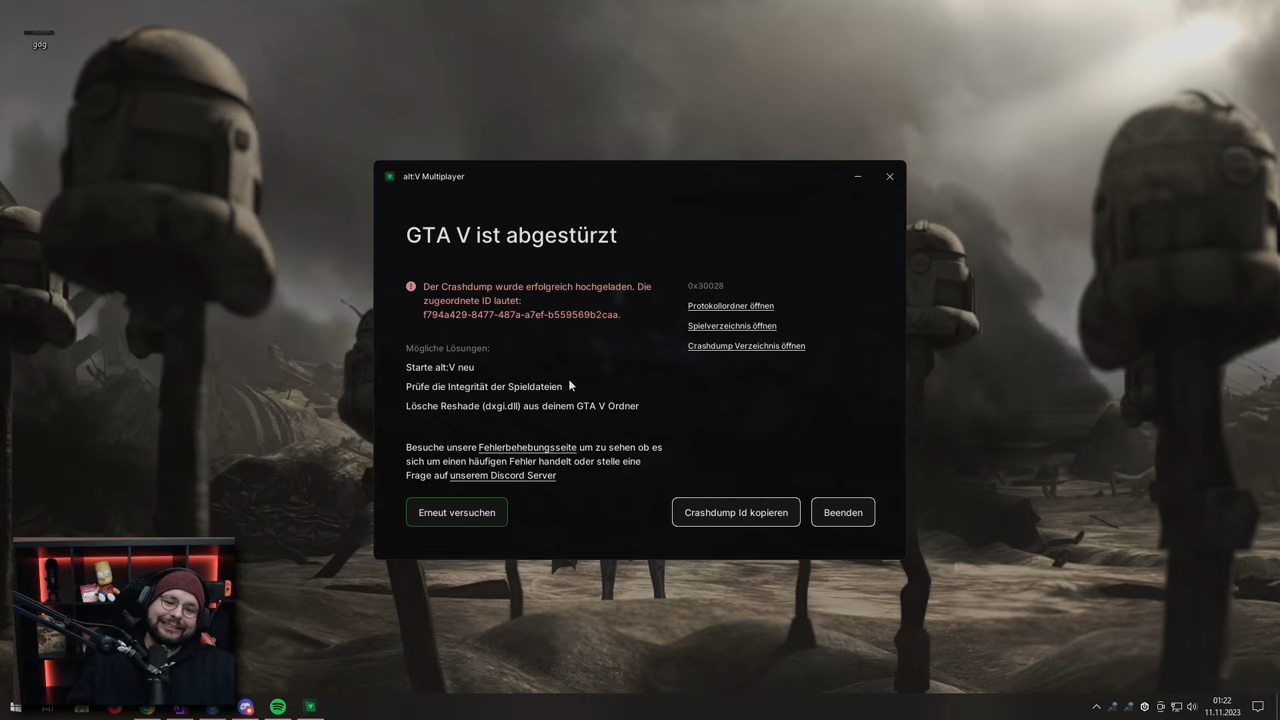 gdg
alt:V Multiplayer
GTA V ist abgestürzt
Der Crashdump wurde erfolgreich hochgeladen. Die
zugeordnete ID lautet:
f794a429-8477-487a-a7ef-b559569b2caa.
0x30028
Protokollordner öffnen
Spielverzeichnis öffnen
Crashdump Verzeichnis öffnen
Mögliche Lösungen:
Starte alt:V neu
Prüfe die Integrität der Spieldateien
Lösche Reshade (dxgi.dll) aus deinem GTA V Ordner
Besuche unsere Fehlerbehebungsseite um zu sehen ob es
sich um einen häufigen Fehler handelt oder stelle eine
Frage auf unserem Discord Server
Erneut versuchen
Crashdump Id kopieren
Beenden
01:22
11.11.2023